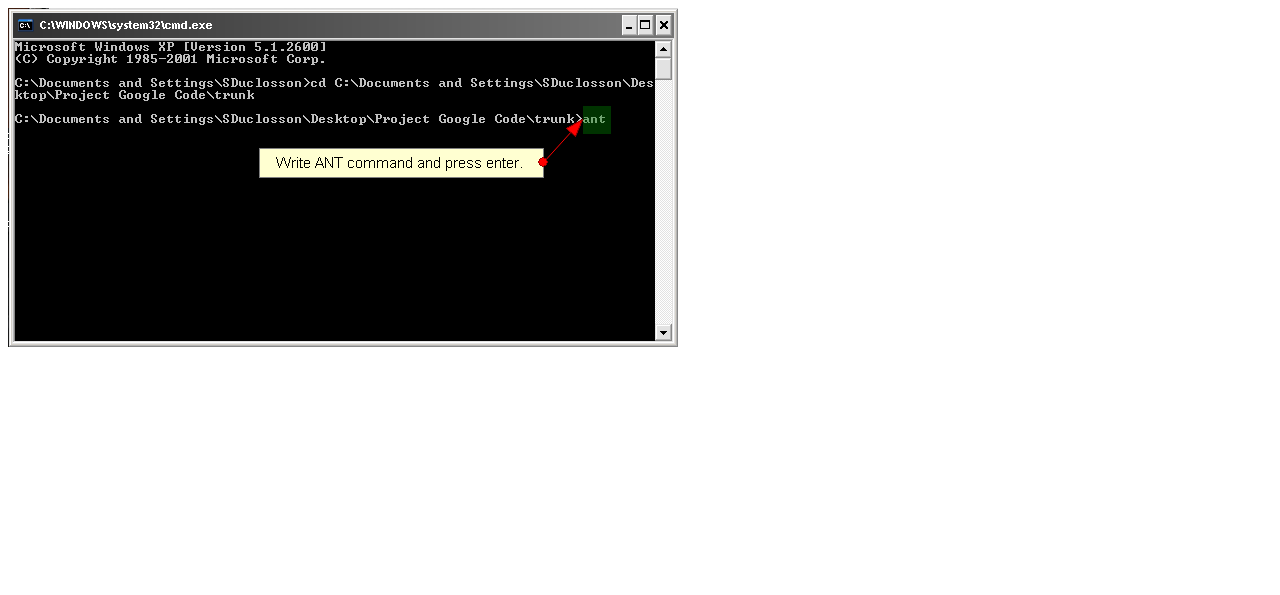 C:\WINDOWS\system32\cmd.exe
Microsoft Windows XP [Version 5.1.2600]
(C) Copyright 1985-2001 Microsoft Corp.
C:\Documents and Settings\SDuclosson>cd C:\Documents and Settings\SDuclosson\Des
ktop\Project Google Code\trunk
C:\Documents and Settings\SDuclosson\Desktop\Project Google Code\trunk>ant
Write ANT command and press enter.